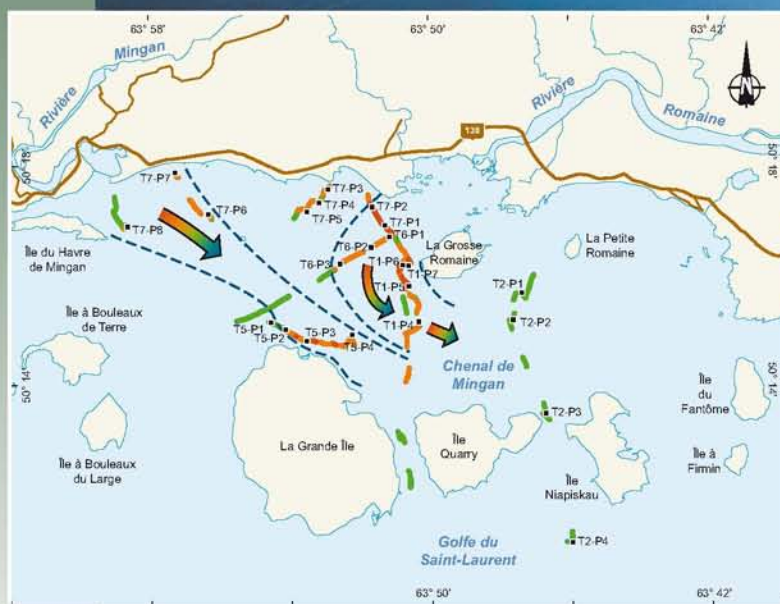 63° 58'
63° 50'
63° 42'
Mingan
Rivière
Rivière
Romaine
138
N
50° 18'
50° 18'
T7-P7
T7-P3
T7-P6
T7-P4
T7-P2
T7-P5
T7-P1
T7-P8
T6-P1
T6-P2
La Grosse
Romaine
La Petite
Romaine
Île du Havre
de Mingan
T6-P3
T1-P6
T1-P7
T1-P5
T2-P1
Île à Bouleaux
de Terre
T5-P1
T5-P2
T5-P3
T5-P4
T1-P4
T2-P2
Chenal de
Mingan
50° 14'
50° 14'
Île
du
Fantôme
T2-P3
La Grande Île
Île
Quarry
Île à Bouleaux
du Large
Île à
Firmin
Île
Niapiskau
Golfe du
Saint-Laurent
T2-P4
63° 50'
63° 42'